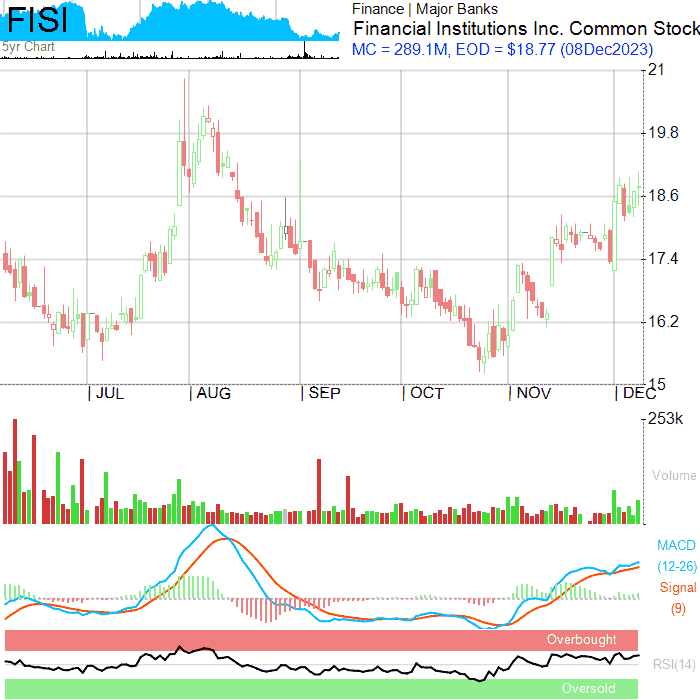 FISI
5yr Chart
Finance | Major Banks
Financial Institutions Inc. Common Stock
MC = 289.1M, EOD = $18.77 (08Dec2023)
21
19.8
18.6
17.4
16.2
15
JUL AUG SEP OCT NOV DEC
253k
Volume
MACD
(12-26)
Signal
(9)
Overbought
RSI(14)
Oversold